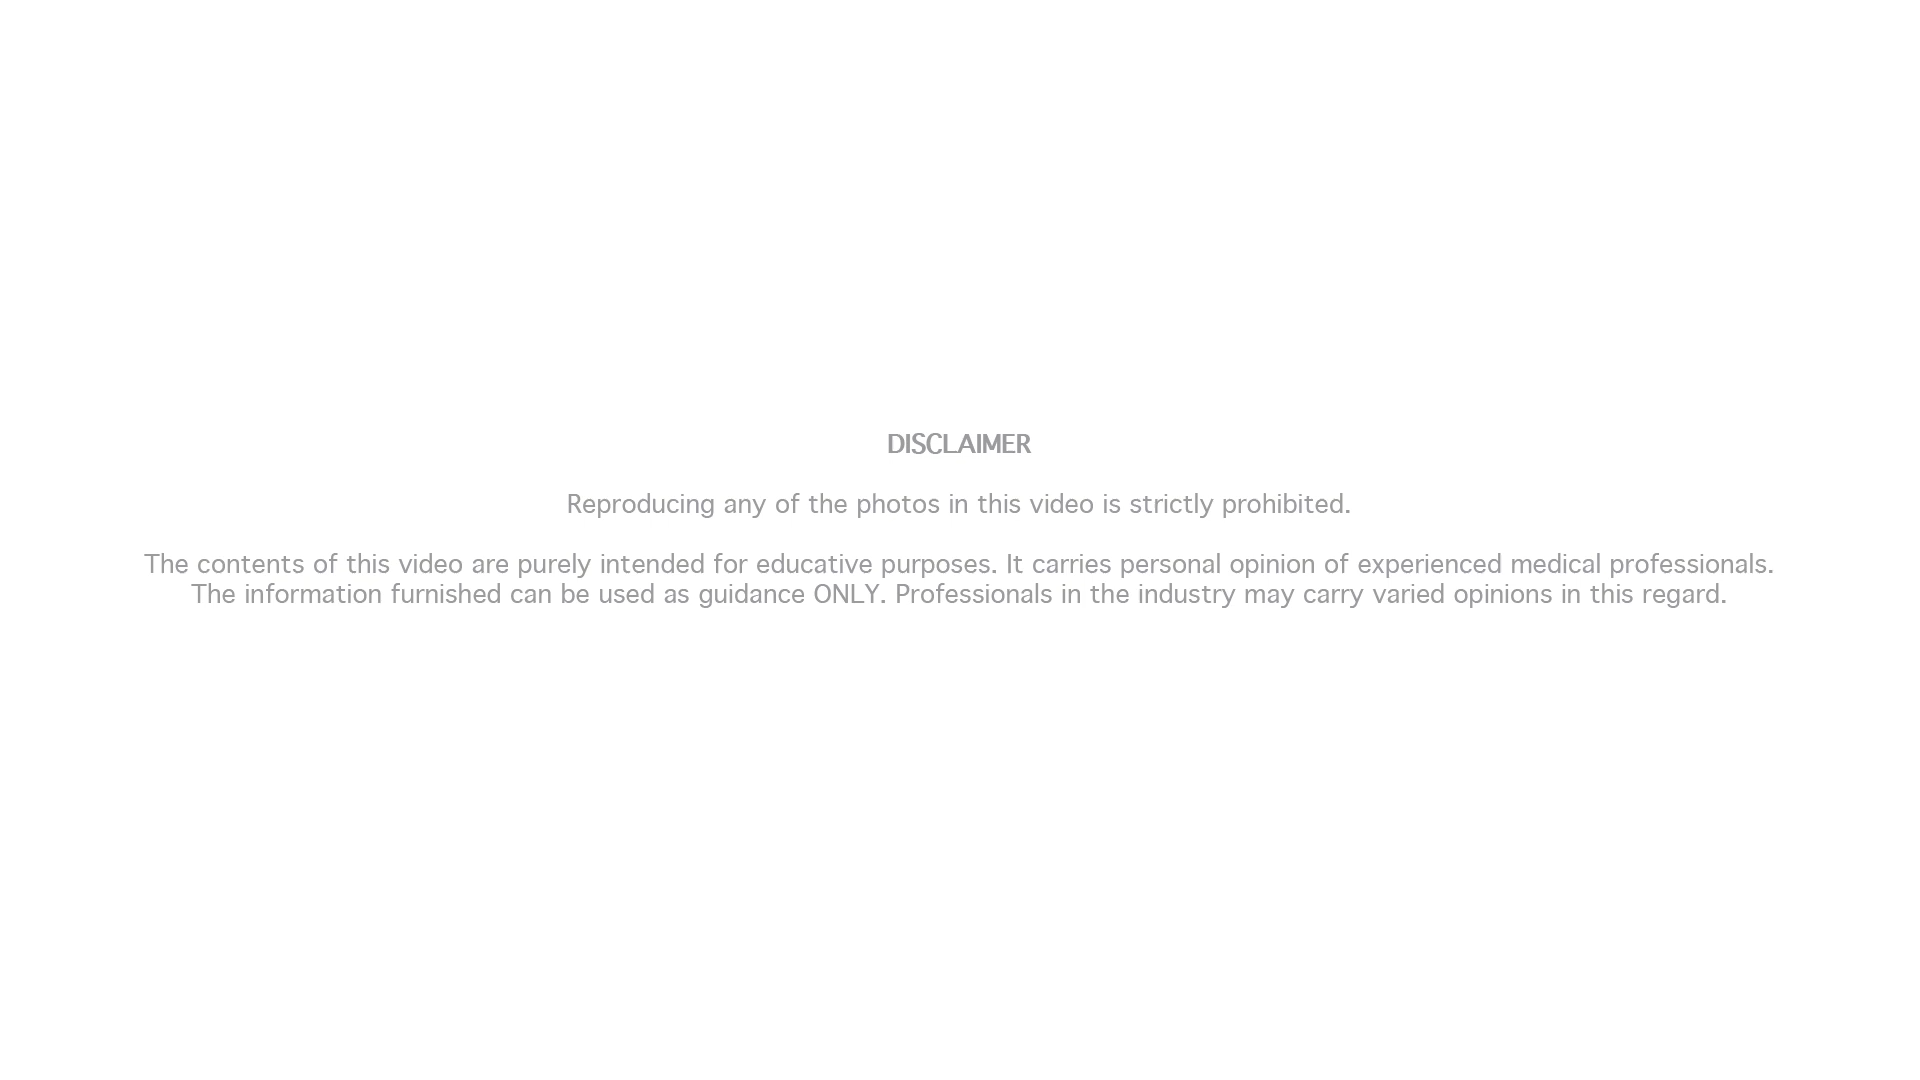 DISCLAIMER
Reproducing any of the photos in this video is strictly prohibited.
The contents of this video are purely intended for educative purposes. It carries personal opinion of experienced medical professionals.
The information furnished can be used as guidance ONLY. Professionals in the industry may carry varied opinions in this regard.